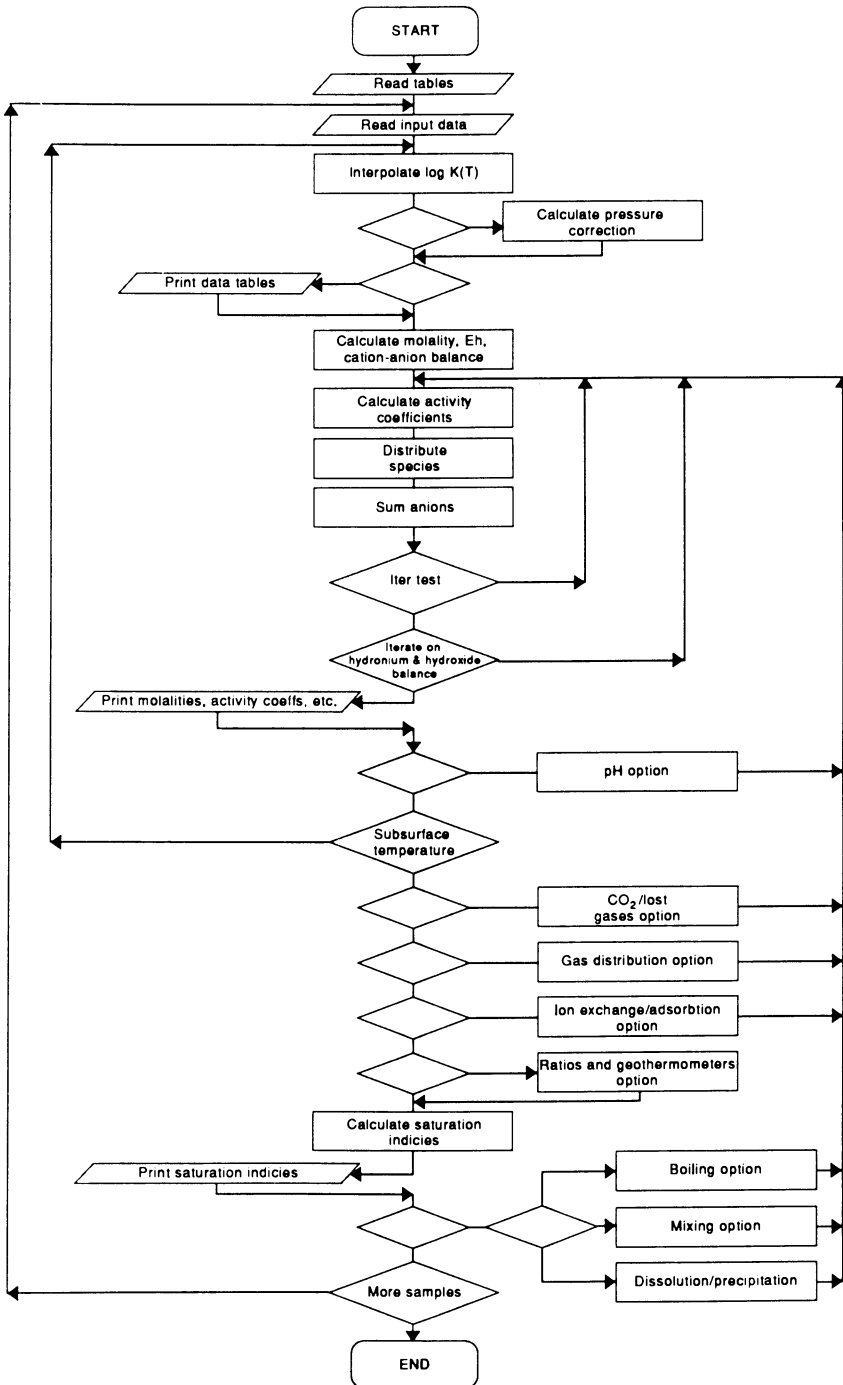 START
Read tables
Read input data
Interpolate log K(T)
Calculate pressure
correction
Print data tables
Calculate molality, Eh,
cation-anion balance
Calculate activity
coefficients
Distribute
species
Sum anions
Iter test
Iterate on
hydronium & hydroxide
balance
Print molalities, activity coeffs, etc.
pH option
Subsurface
temperature
CO₂/lost
gases option
Gas distribution option
Ion exchange/adsorbtion
option
Ratios and geothermometers
option
Calculate saturation
indicies
Print saturation indicies
Boiling option
Mixing option
Dissolution/precipitation
More samples
END